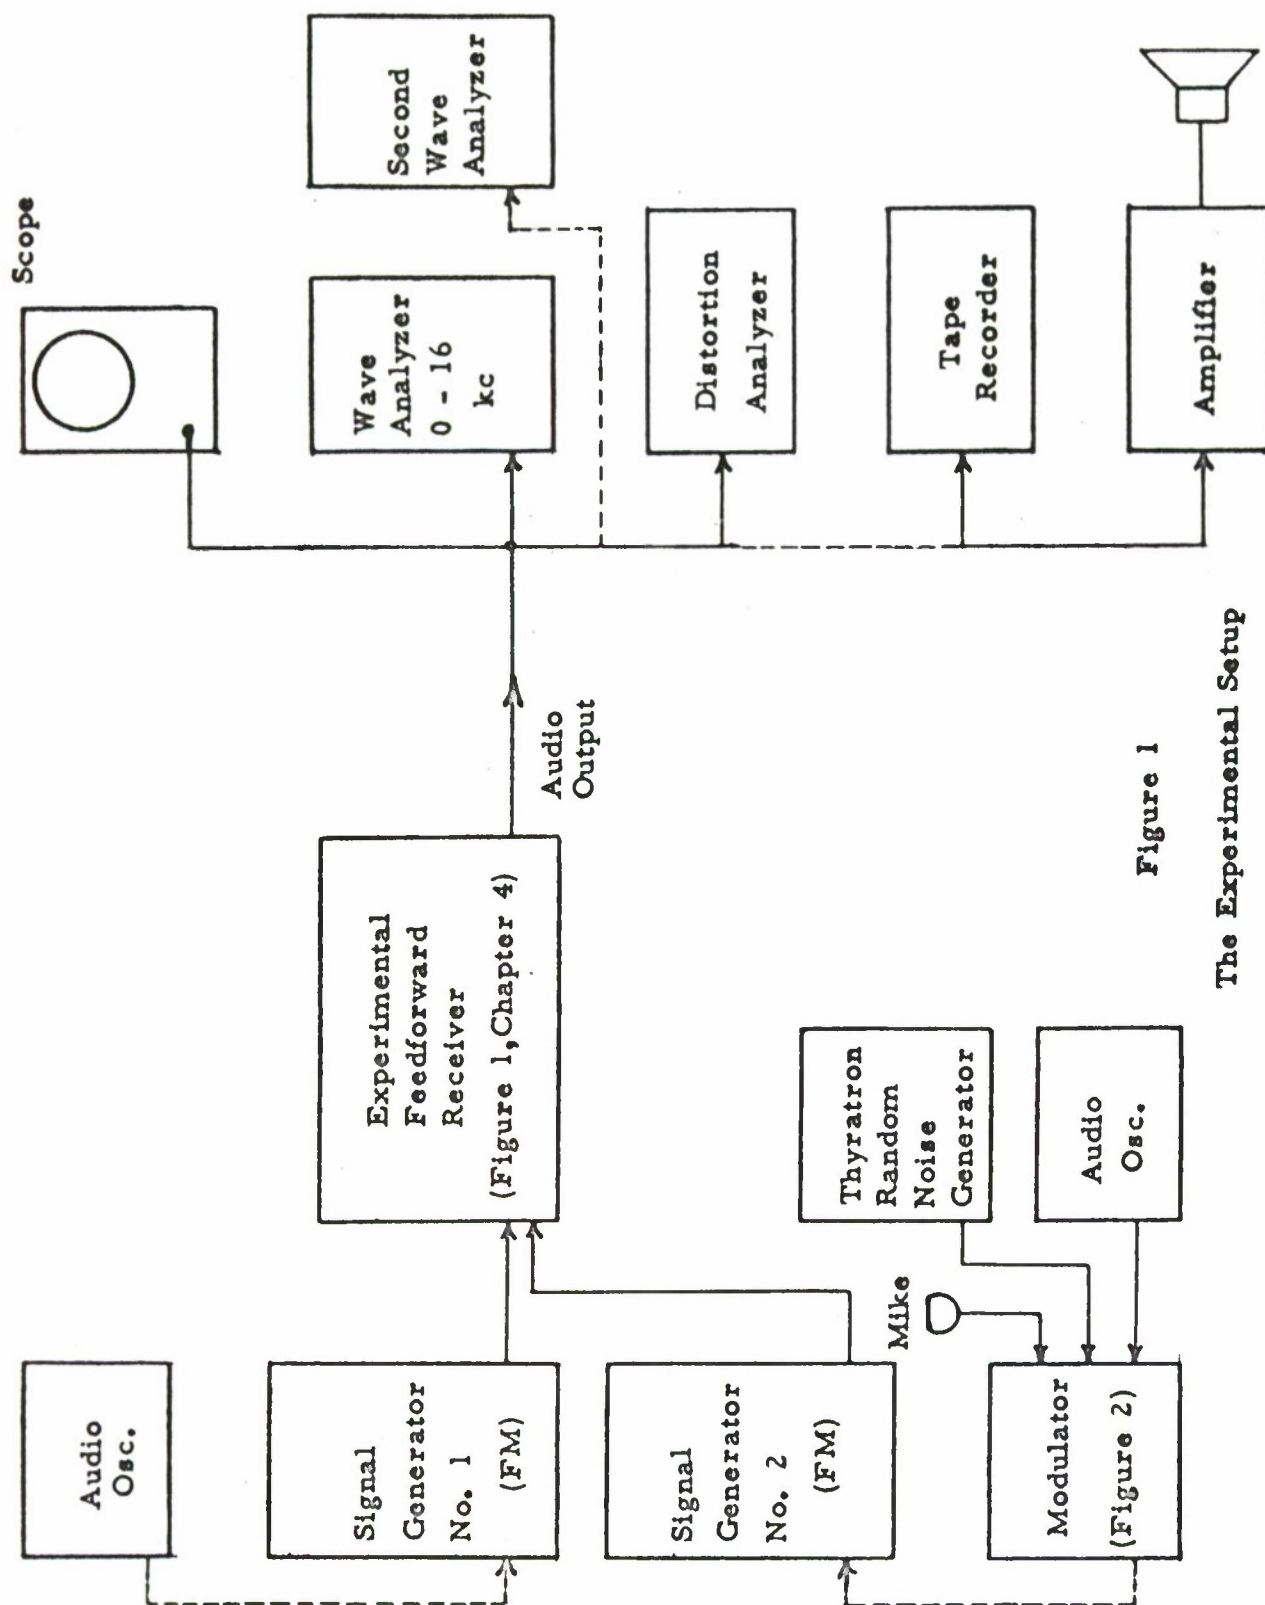 Scope
Second
Wave
Analyzer
Wave
Analyzer
0 - 16
kc
Distortion
Analyzer
Tape
Recorder
Amplifier
Audio
Output
Experimental
Feedforward
Receiver
(Figure 1, Chapter 4)
Audio
Osc.
Signal
Generator
No. 1
(FM)
Signal
Generator
No. 2
(FM)
Mike
Thyratron
Random
Noise
Generator
Audio
Osc.
Modulator
(Figure 2)
Figure 1
The Experimental Setup